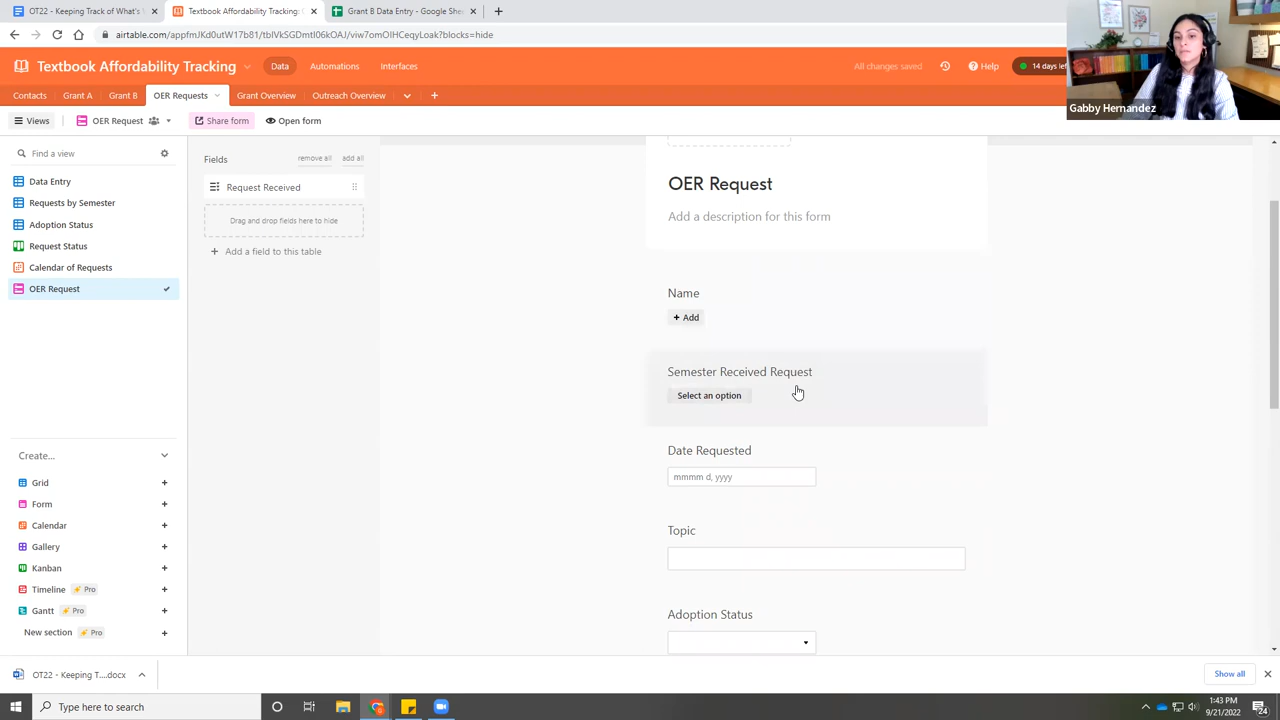 OT22 - Keeping Track of What's
Textbook Affordability Tracking:
Grant B Data Entry - Google She
airtable.com/appfmJKd0utW17b81/tblVkSGDmtl06kOAJ/viw7omOIHCeqyLoak?blocks=hide
Textbook Affordability Tracking
Data
Automations
Interfaces
All changes saved
Help
14 days left
Contacts
Grant A
Grant B
OER Requests
Grant Overview
Outreach Overview
Gabby Hernandez
Views
OER Request
Share form
Open form
Find a view
Data Entry
Requests by Semester
Adoption Status
Request Status
Calendar of Requests
OER Request
Create...
Grid
Form
Calendar
Gallery
Kanban
Timeline Pro
Gantt Pro
New section Pro
Fields
remove all
add all
Request Received
Drag and drop fields here to hide
Add a field to this table
OER Request
Add a description for this form
Name
+ Add
Semester Received Request
Select an option
Date Requested
mmmm d, yyyy
Topic
Adoption Status
OT22 - Keeping T....docx
Show all
Type here to search
1:43 PM
9/21/2022
24